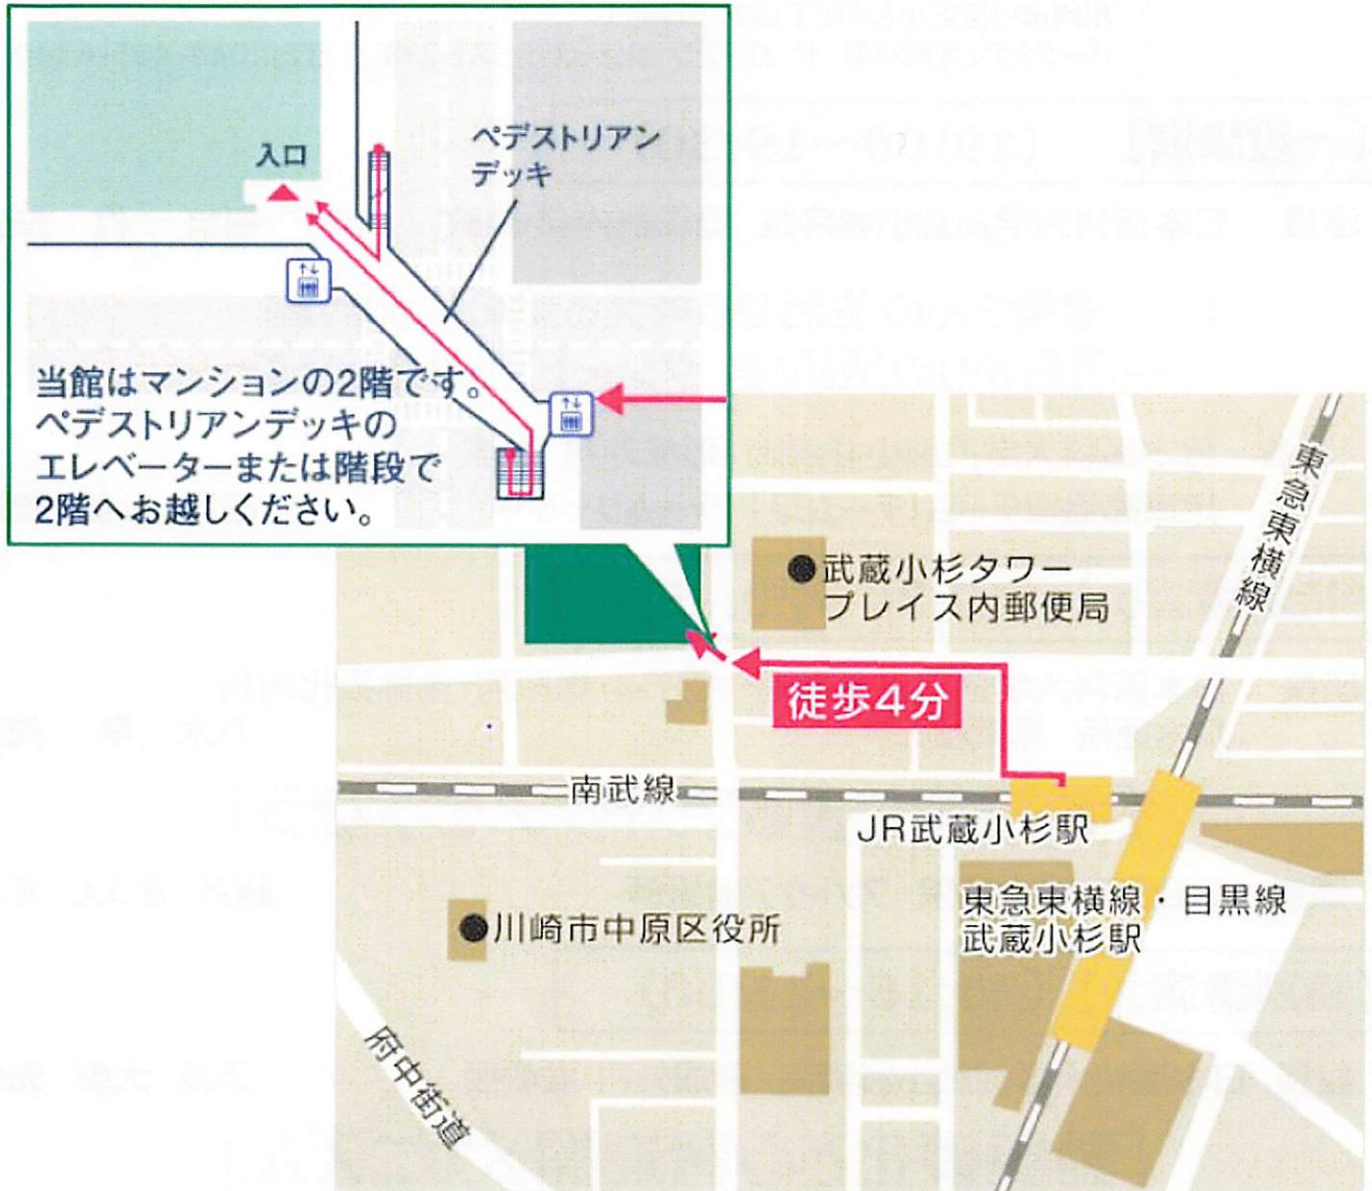 入口
ペデストリアン
デッキ
当館はマンションの2階です。
ペデストリアンデッキの
エレベーターまたは階段で
2階へお越しください。
東急東横線
●武蔵小杉タワー
プレイス内郵便局
徒歩4分
南武線
JR武蔵小杉駅
東急東横線・目黒線
武蔵小杉駅
●川崎市中原区役所
府中街道